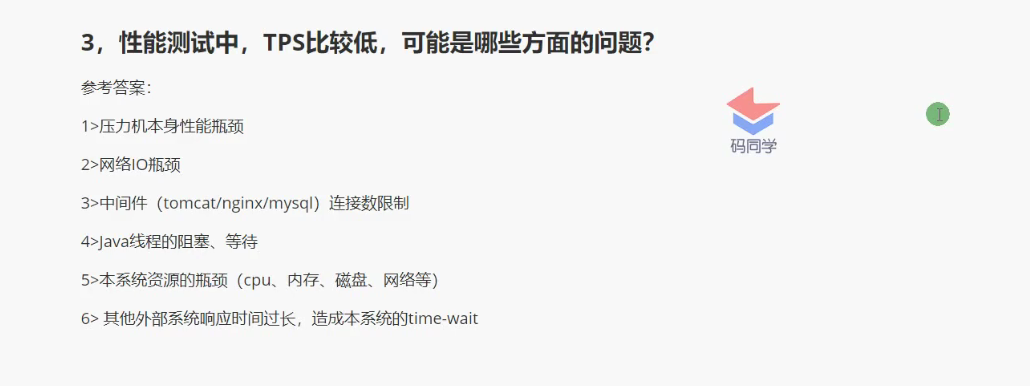 3，性能测试中，TPS比较低，可能是哪些方面的问题？
参考答案：
1>压力机本身性能瓶颈
2>网络IO瓶颈
3>中间件（tomcat/nginx/mysql）连接数限制
4>Java线程的阻塞、等待
5>本系统资源的瓶颈（cpu、内存、磁盘、网络等）
6> 其他外部系统响应时间过长，造成本系统的time-wait
码同学